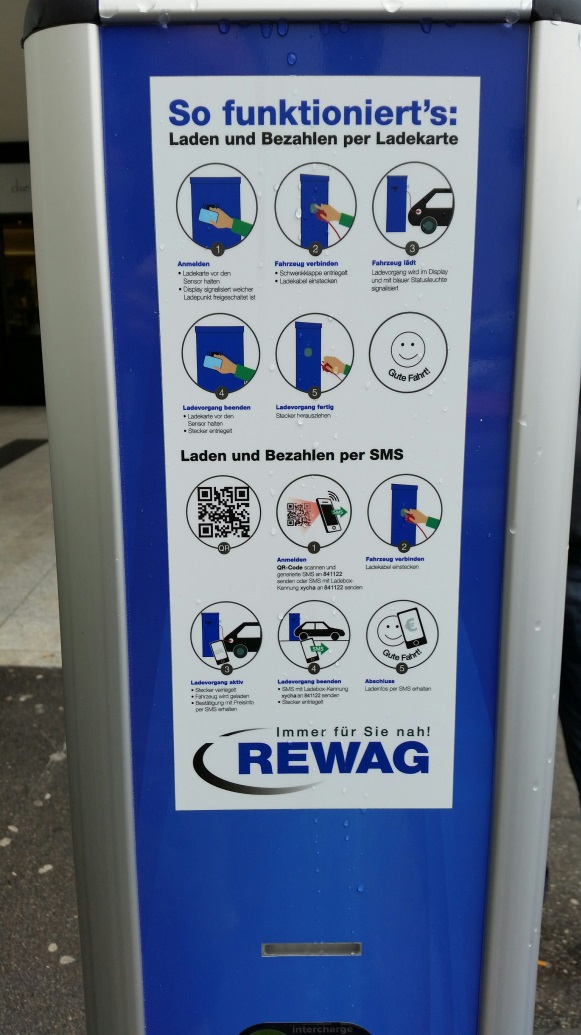 So funktioniert's:
Laden und Bezahlen per Ladekarte
1
2
3
Anmelden
• Ladekarte vor den
Sensor halten
• Display signalisiert welcher
Ladepunkt freigeschaltet ist
Fahrzeug verbinden
• Schwenkklappe entriegelt
• Ladekabel einstecken
Fahrzeug lädt
Ladevorgang wird im Display
und mit blauer Statusleuchte
signalisiert
4
5
Gute Fahrt!
Ladevorgang beenden
• Ladekarte vor den
Sensor halten
• Stecker entriegelt
Ladevorgang fertig
Stecker herausziehen
Laden und Bezahlen per SMS
QR
SMS
1
2
Anmelden
QR-Code scannen und
generierte SMS an 841122
senden oder SMS mit Ladebox-
Kennung xycha an 841122 senden
Fahrzeug verbinden
Ladekabel einstecken
3
SMS
4
€
Gute Fahrt!
5
Ladevorgang aktiv
• Stecker verriegelt
• Fahrzeug wird geladen
• Bestätigung mit Preisinfo
per SMS erhalten
Ladevorgang beenden
• SMS mit Ladebox-Kennung
xycha an 841122 senden
• Stecker entriegelt
Abschluss
Ladeinfos per SMS erhalten
Immer für Sie nah!
REWAG
intercharge
die